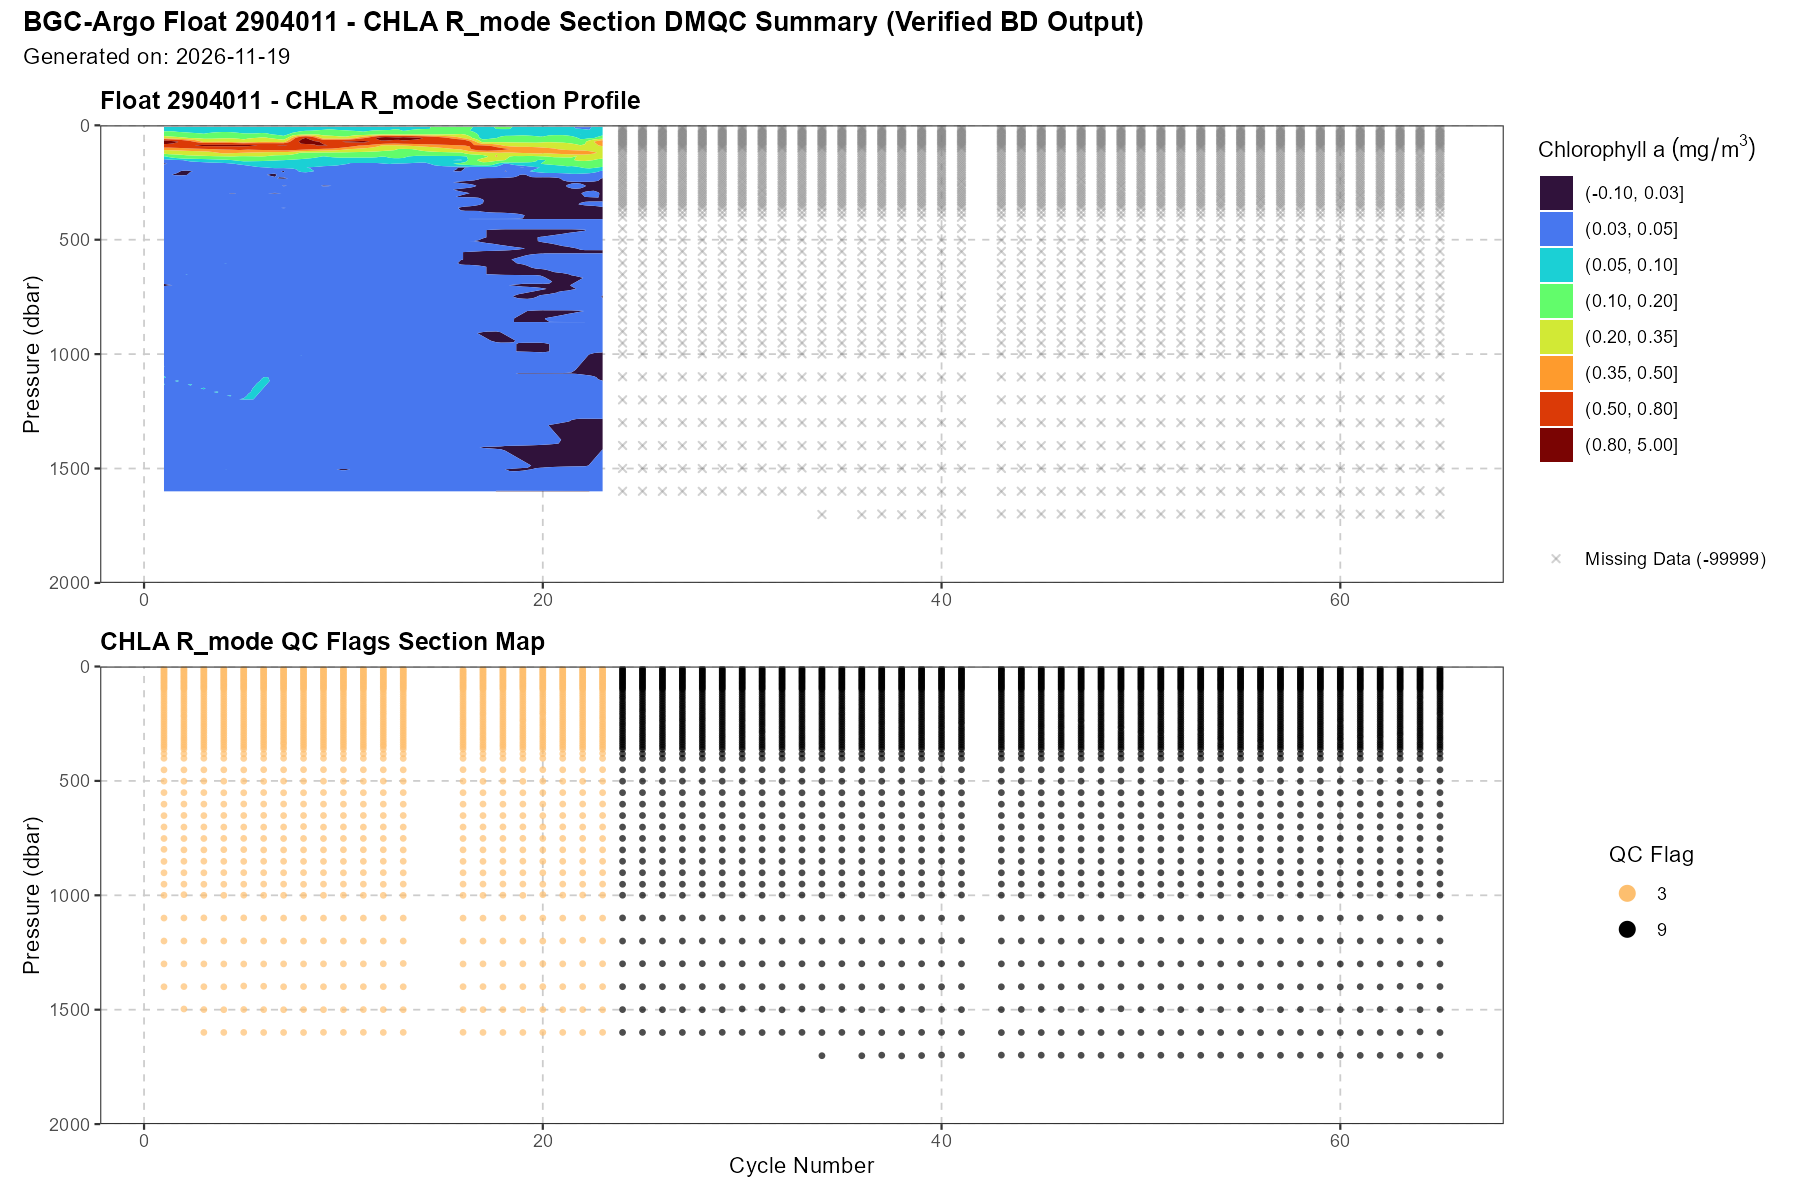 BGC-Argo Float 2904011 - CHLA R_mode Section DMQC Summary (Verified BD Output)
Generated on: 2026-11-19
Float 2904011 - CHLA R_mode Section Profile
Pressure (dbar)
0
500
1000
1500
2000
0
20
40
60
Chlorophyll a (mg/m³)
(-0.10, 0.03]
(0.03, 0.05]
(0.05, 0.10]
(0.10, 0.20]
(0.20, 0.35]
(0.35, 0.50]
(0.50, 0.80]
(0.80, 5.00]
Missing Data (-99999)
CHLA R_mode QC Flags Section Map
Pressure (dbar)
0
500
1000
1500
2000
0
20
40
60
Cycle Number
QC Flag
3
9